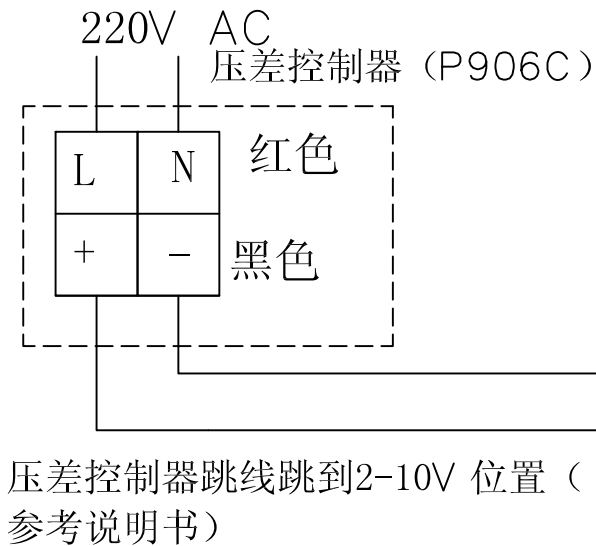 220V AC
压差控制器（P906C）
L N 红色
+ - 黑色
压差控制器跳线跳到2-10V 位置（
参考说明书）